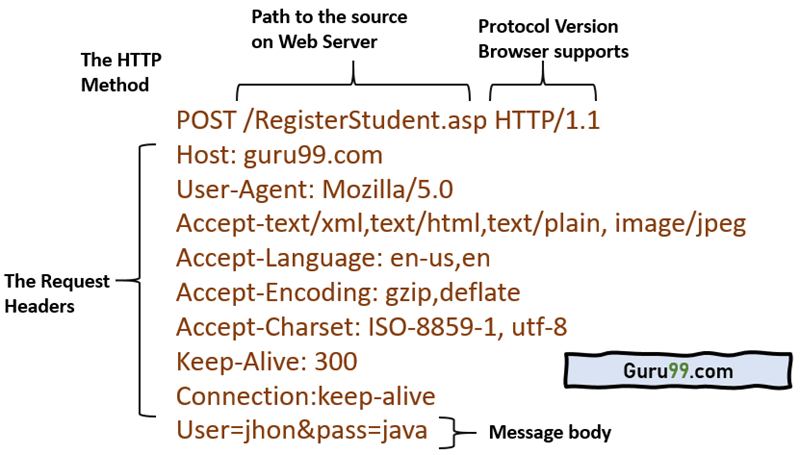 Path to the source
on Web Server
Protocol Version
Browser supports
The HTTP
Method
POST /RegisterStudent.asp HTTP/1.1
Host: guru99.com
User-Agent: Mozilla/5.0
Accept-text/xml,text/html,text/plain, image/jpeg
Accept-Language: en-us,en
Accept-Encoding: gzip,deflate
Accept-Charset: ISO-8859-1, utf-8
Keep-Alive: 300
Connection:keep-alive
The Request
Headers
User=jhon&pass=java
Message body
Guru99.com